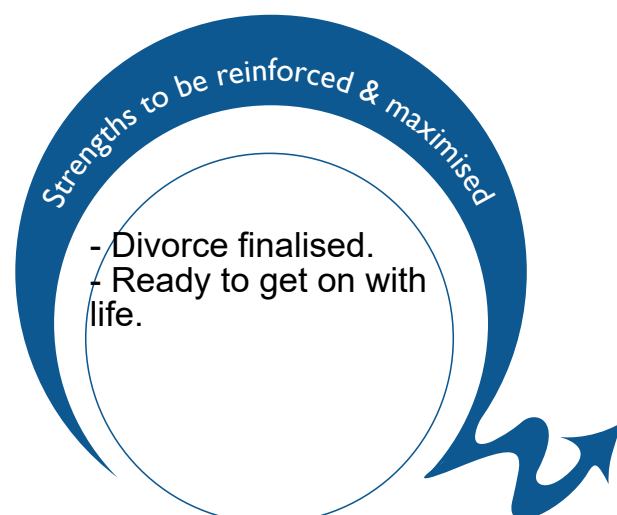 Strengths to be reinforced & maximised
- Divorce finalised.
- Ready to get on with
life.